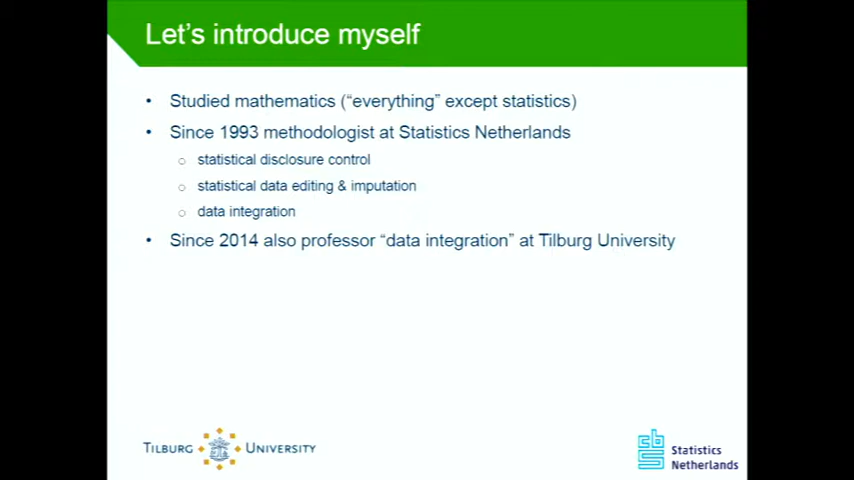 Let's introduce myself
• Studied mathematics (“everything” except statistics)
• Since 1993 methodologist at Statistics Netherlands
○ statistical disclosure control
○ statistical data editing & imputation
○ data integration
• Since 2014 also professor “data integration” at Tilburg University
TILBURG UNIVERSITY
cbs
Statistics
Netherlands